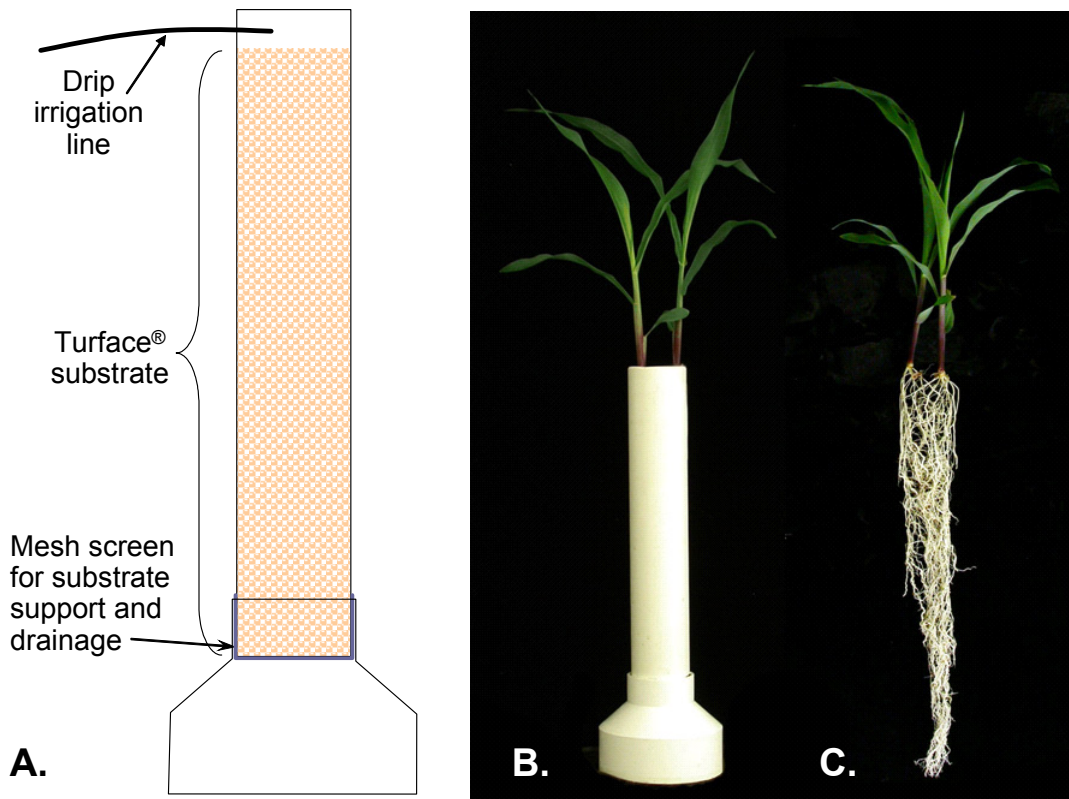 Drip
irrigation
line
Turface®
substrate
Mesh screen
for substrate
support and
drainage
A.
B.
C.